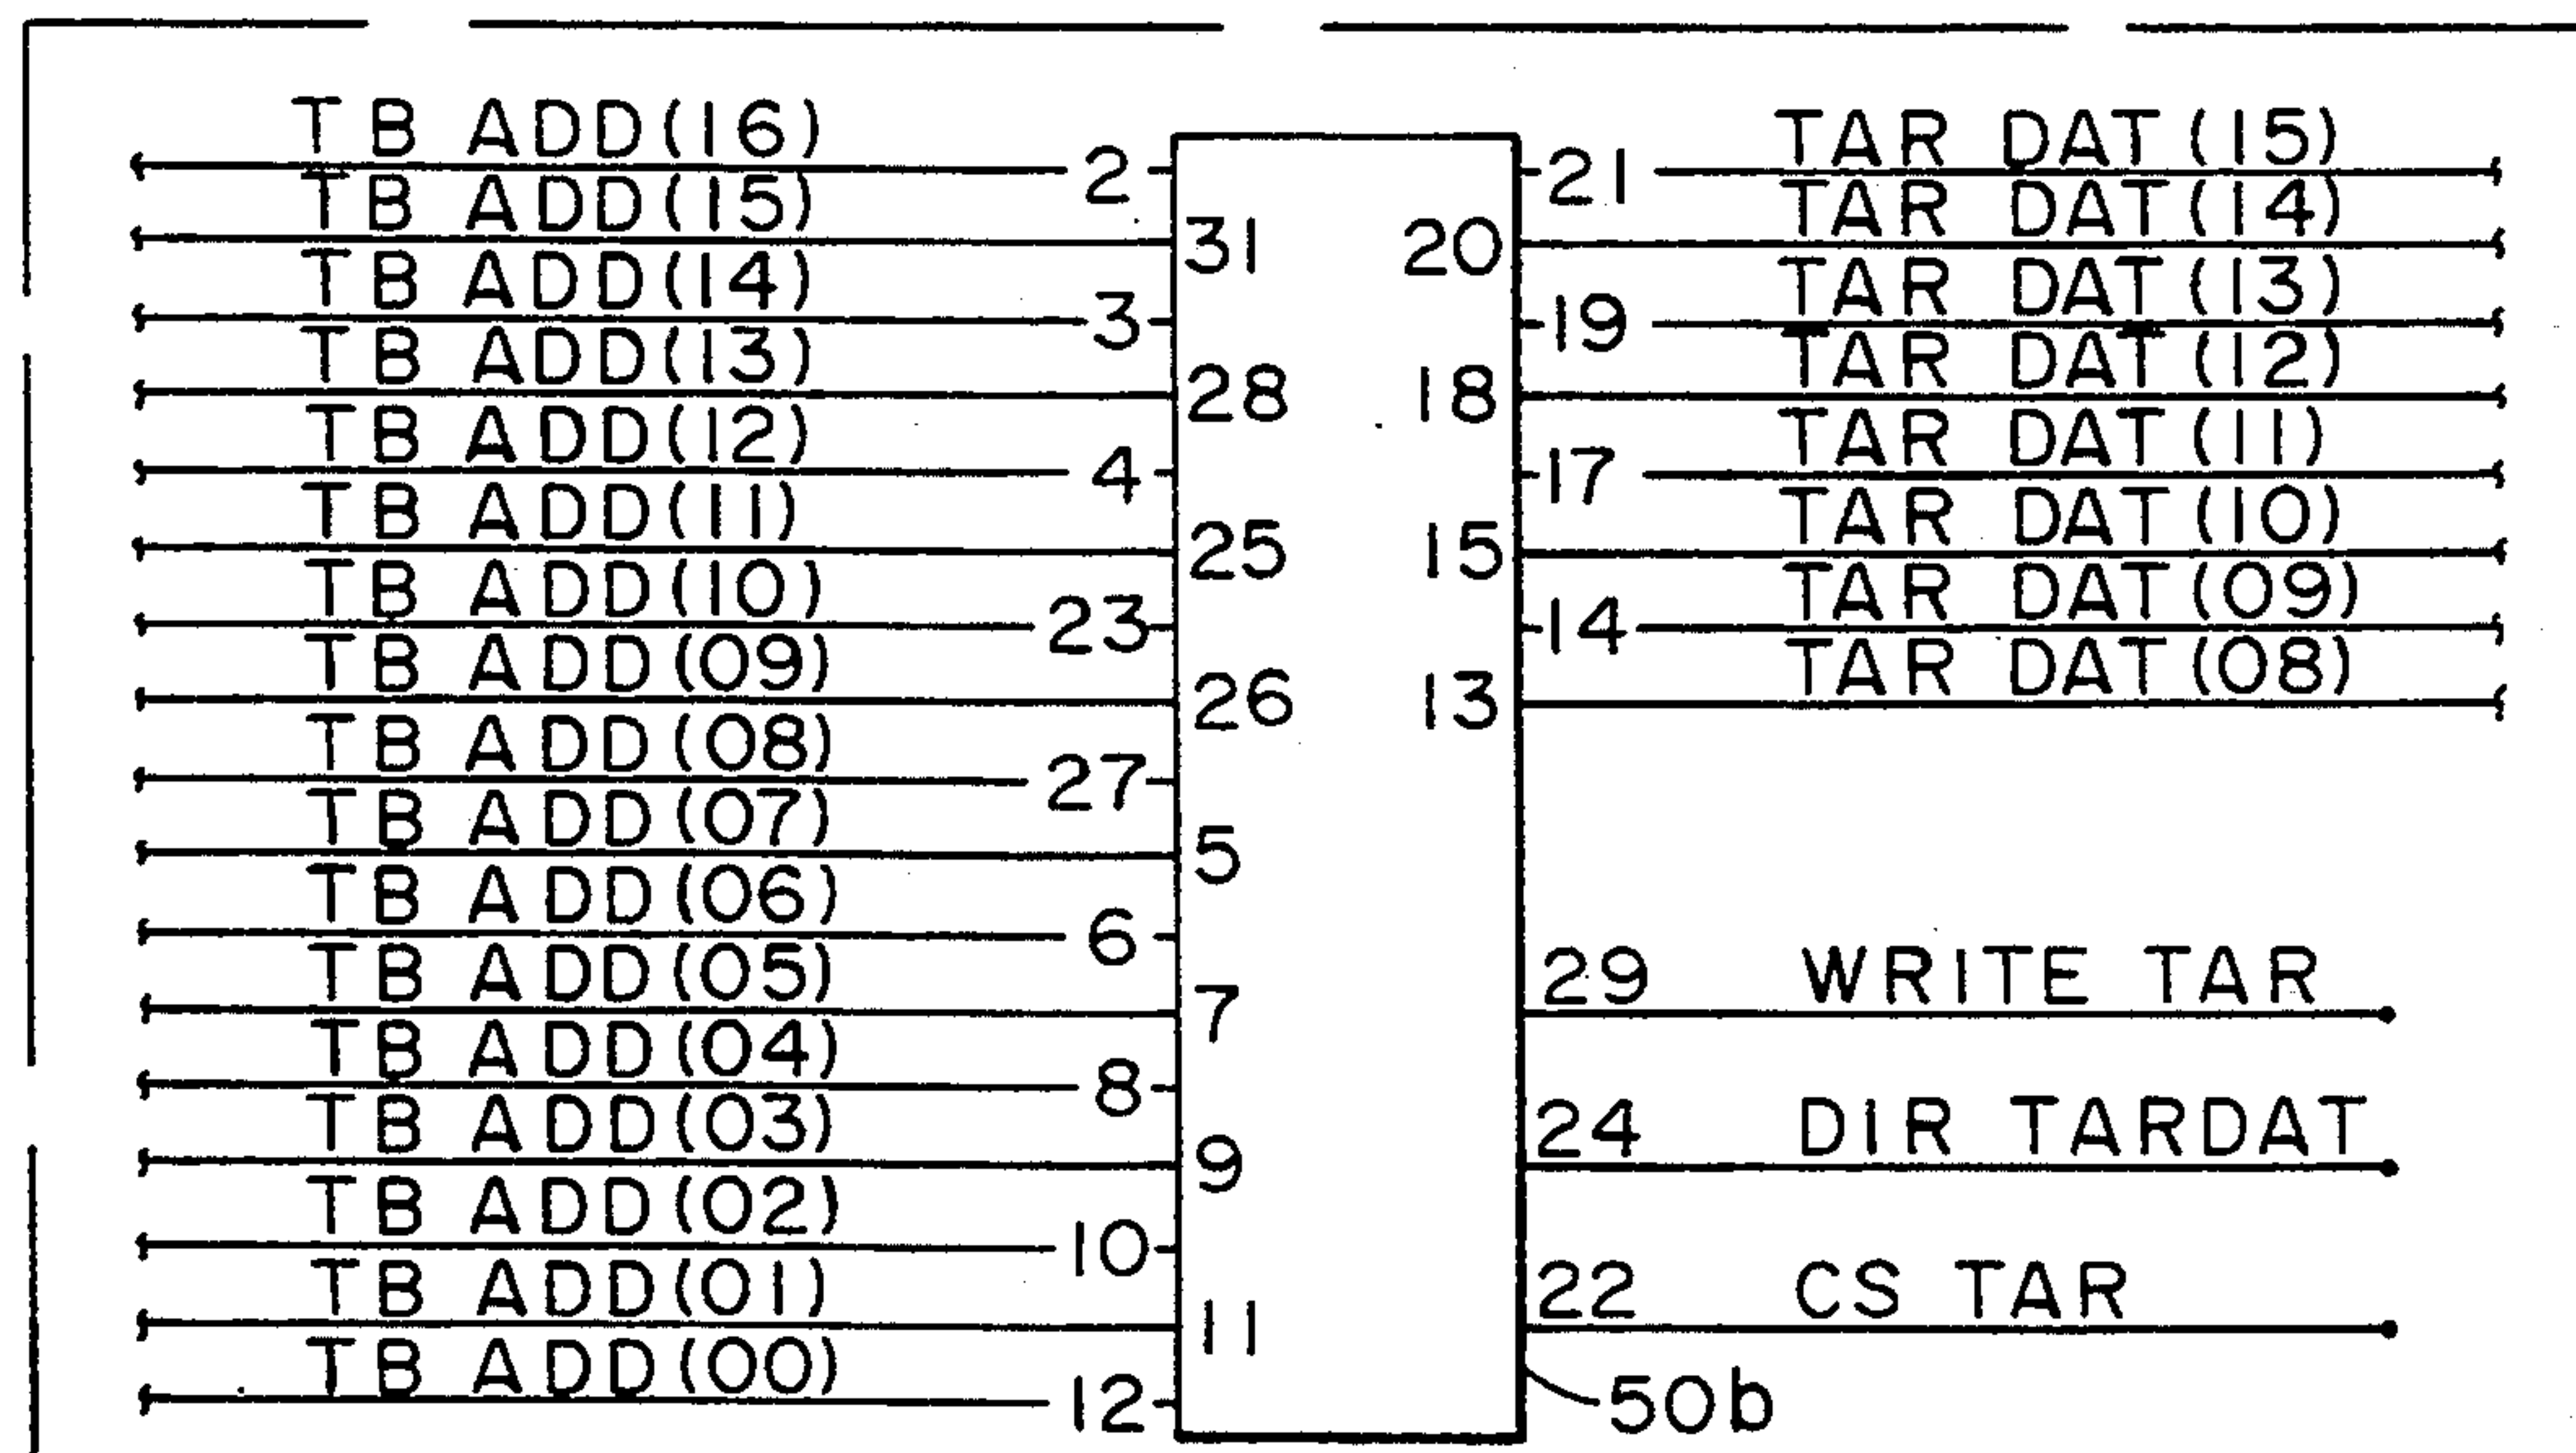 TB ADD(16) 2 21 TAR DAT(15)
TB ADD(15) 31 20 TAR DAT(14)
TB ADD(14) 3 19 TAR DAT(13)
TB ADD(13) 28 18 TAR DAT(12)
TB ADD(12) 4 17 TAR DAT(11)
TB ADD(11) 25 15 TAR DAT(10)
TB ADD(10) 23 14 TAR DAT(09)
TB ADD(09) 26 13 TAR DAT(08)
TB ADD(08) 27
TB ADD(07) 5
TB ADD(06) 6
TB ADD(05) 7 29 WRITE TAR
TB ADD(04) 8
TB ADD(03) 9 24 DIR TARDAT
TB ADD(02) 10
TB ADD(01) 11 22 CS TAR
TB ADD(00) 12 50b